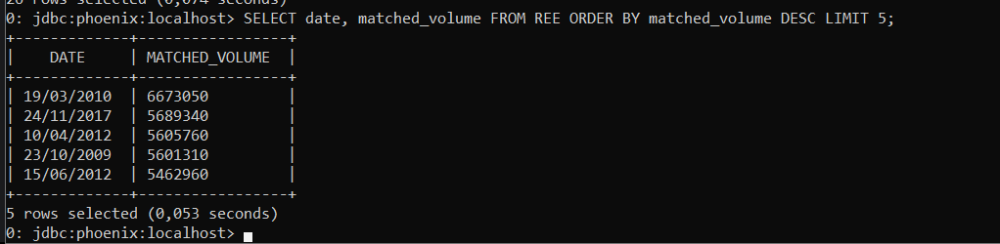 20 rows selected (0,074 seconds)
0: jdbc:phoenix:localhost> SELECT date, matched_volume FROM REE ORDER BY matched_volume DESC LIMIT 5;
+-------------+-----------------+
|    DATE     | MATCHED_VOLUME  |
+-------------+-----------------+
| 19/03/2010  | 6673050         |
| 24/11/2017  | 5689340         |
| 10/04/2012  | 5605760         |
| 23/10/2009  | 5601310         |
| 15/06/2012  | 5462960         |
+-------------+-----------------+
5 rows selected (0,053 seconds)
0: jdbc:phoenix:localhost>